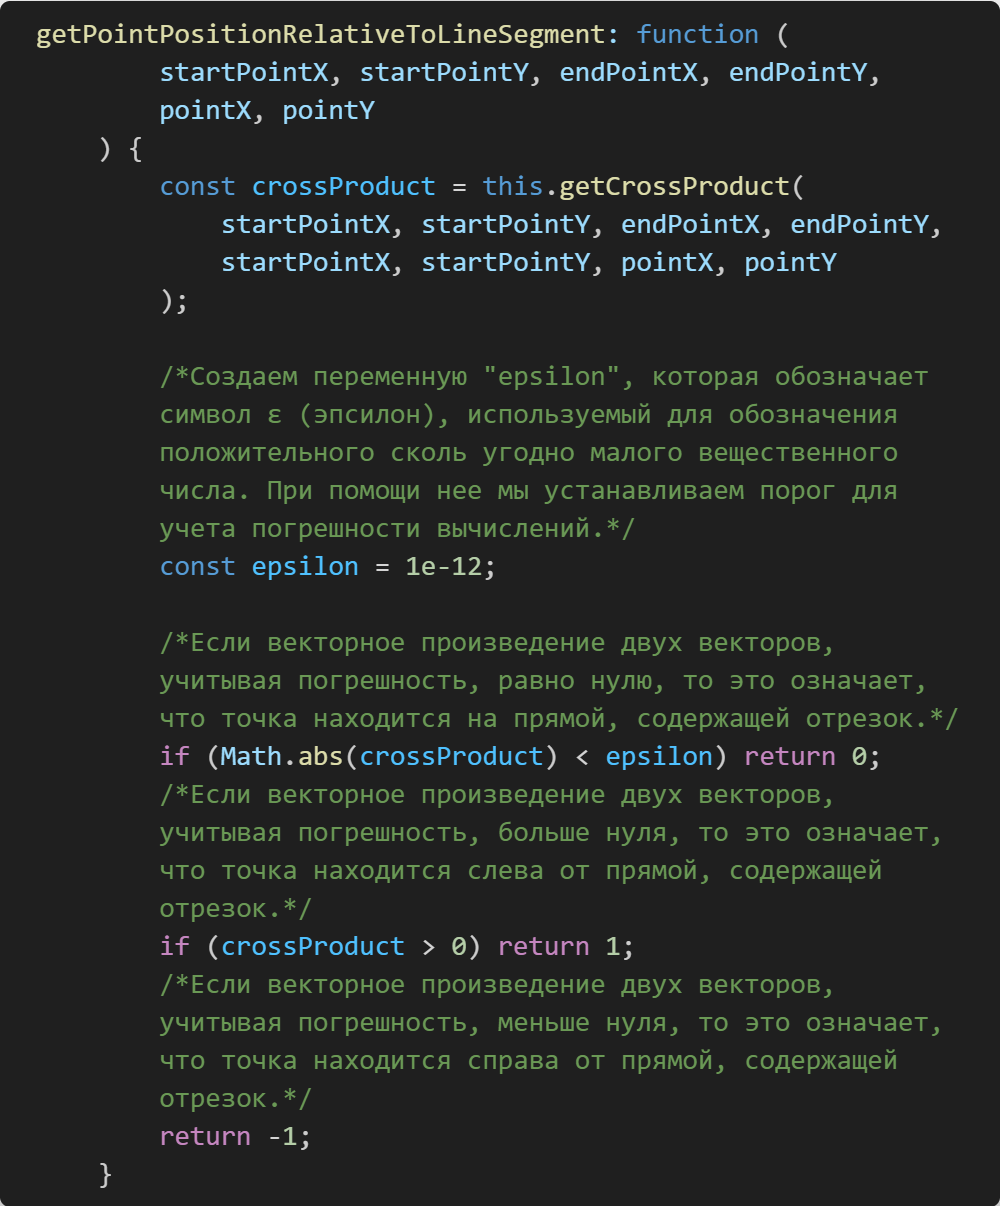 getPointPositionRelativeToLineSegment: function (
        startPointX, startPointY, endPointX, endPointY,
        pointX, pointY
    ) {
        const crossProduct = this.getCrossProduct(
            startPointX, startPointY, endPointX, endPointY,
            startPointX, startPointY, pointX, pointY
        );

        /*Создаем переменную "epsilon", которая обозначает
        символ ε (эпсилон), используемый для обозначения
        положительного сколь угодно малого вещественного
        числа. При помощи нее мы устанавливаем порог для
        учета погрешности вычислений.*/
        const epsilon = 1e-12;

        /*Если векторное произведение двух векторов,
        учитывая погрешность, равно нулю, то это означает,
        что точка находится на прямой, содержащей отрезок.*/
        if (Math.abs(crossProduct) < epsilon) return 0;
        /*Если векторное произведение двух векторов,
        учитывая погрешность, больше нуля, то это означает,
        что точка находится слева от прямой, содержащей
        отрезок.*/
        if (crossProduct > 0) return 1;
        /*Если векторное произведение двух векторов,
        учитывая погрешность, меньше нуля, то это означает,
        что точка находится справа от прямой, содержащей
        отрезок.*/
        return -1;
    }